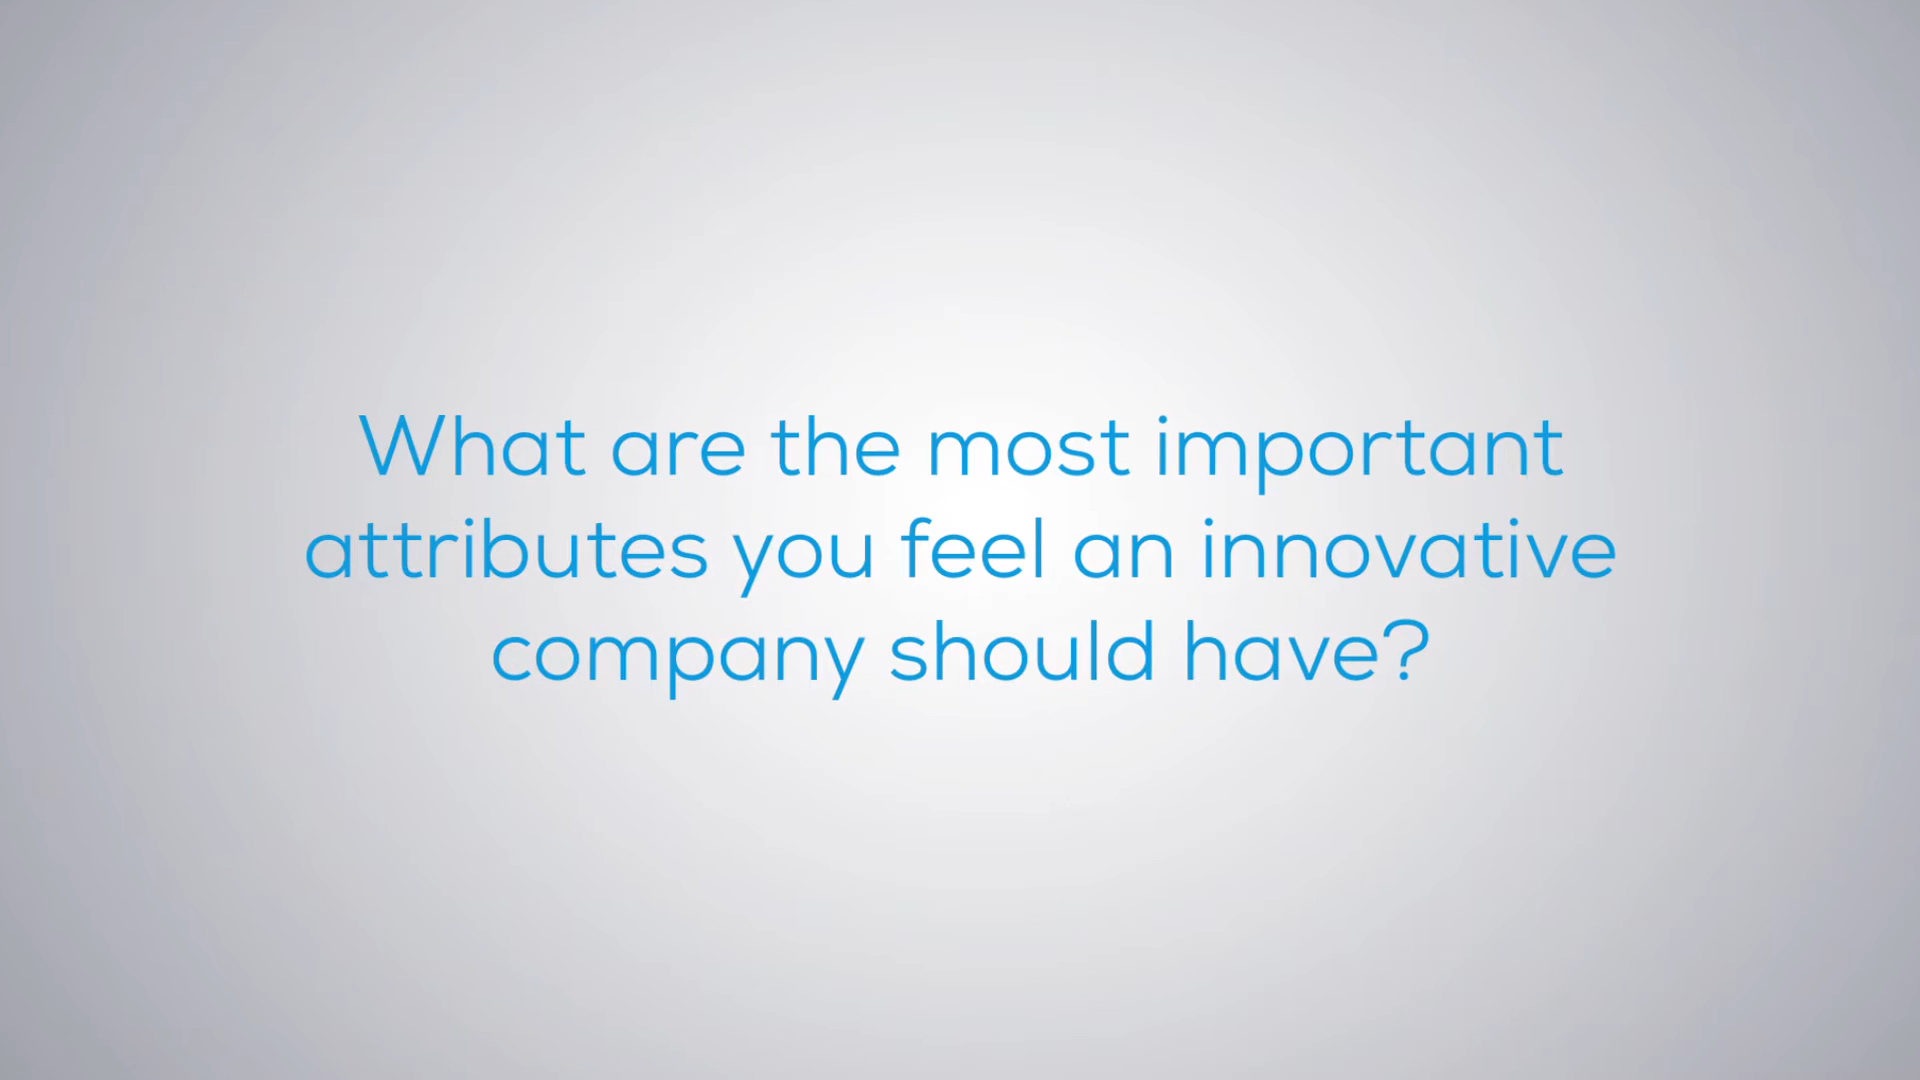 What are the most important
attributes you feel an innovative
company should have?